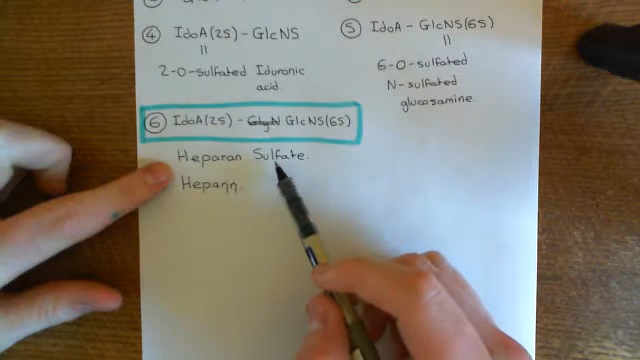 ④ IdoA(2S) - GlcNS
||
2-O-sulfated Iduronic
acid.
⑤ IdoA - GlcNS(6S)
||
6-O-sulfated
N-sulfated
glucosamine.
⑥ IdoA(2S) - GlyN GlcNS(6S)
Heparan Sulfate.
Heparin.